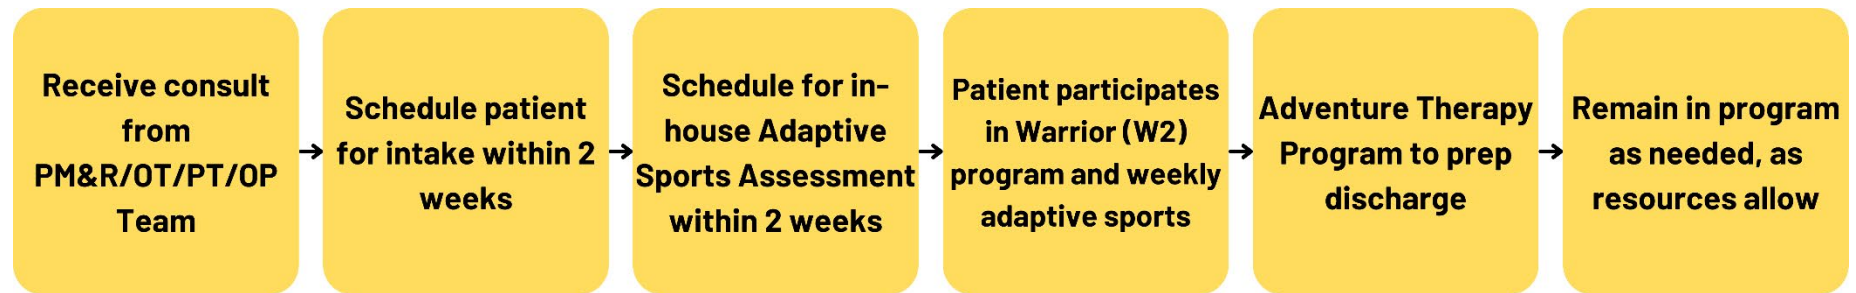 Receive consult
from
PM&R/OT/PT/OP
Team
Schedule patient
for intake within 2
weeks
Schedule for in-
house Adaptive
Sports Assessment
within 2 weeks
Patient participates
in Warrior (W2)
program and weekly
adaptive sports
Adventure Therapy
Program to prep
discharge
Remain in program
as needed, as
resources allow